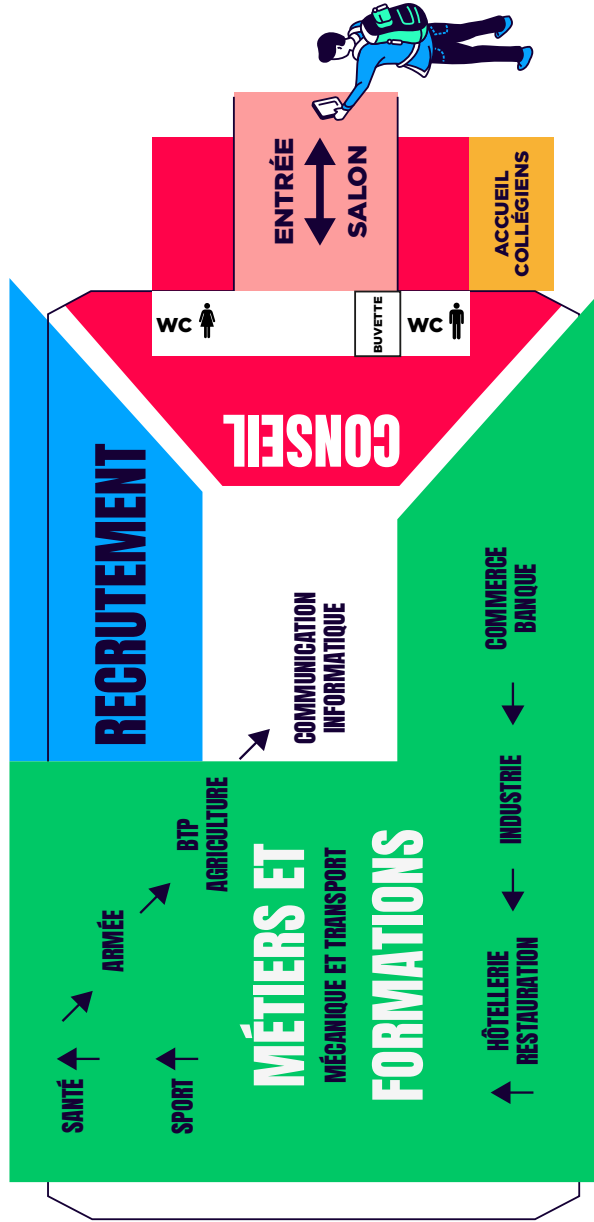 ENTRÉE
SALON
ACCUEIL
COLLÉGIENS
WC
BUVETTE
WC
CONSEIL
RECRUTEMENT
COMMUNICATION
INFORMATIQUE
COMMERCE
BANQUE
INDUSTRIE
HÔTELLERIE
RESTAURATION
BTP
AGRICULTURE
ARMÉE
SANTÉ
SPORT
MÉTIERS ET
MÉCANIQUE ET TRANSPORT
FORMATIONS